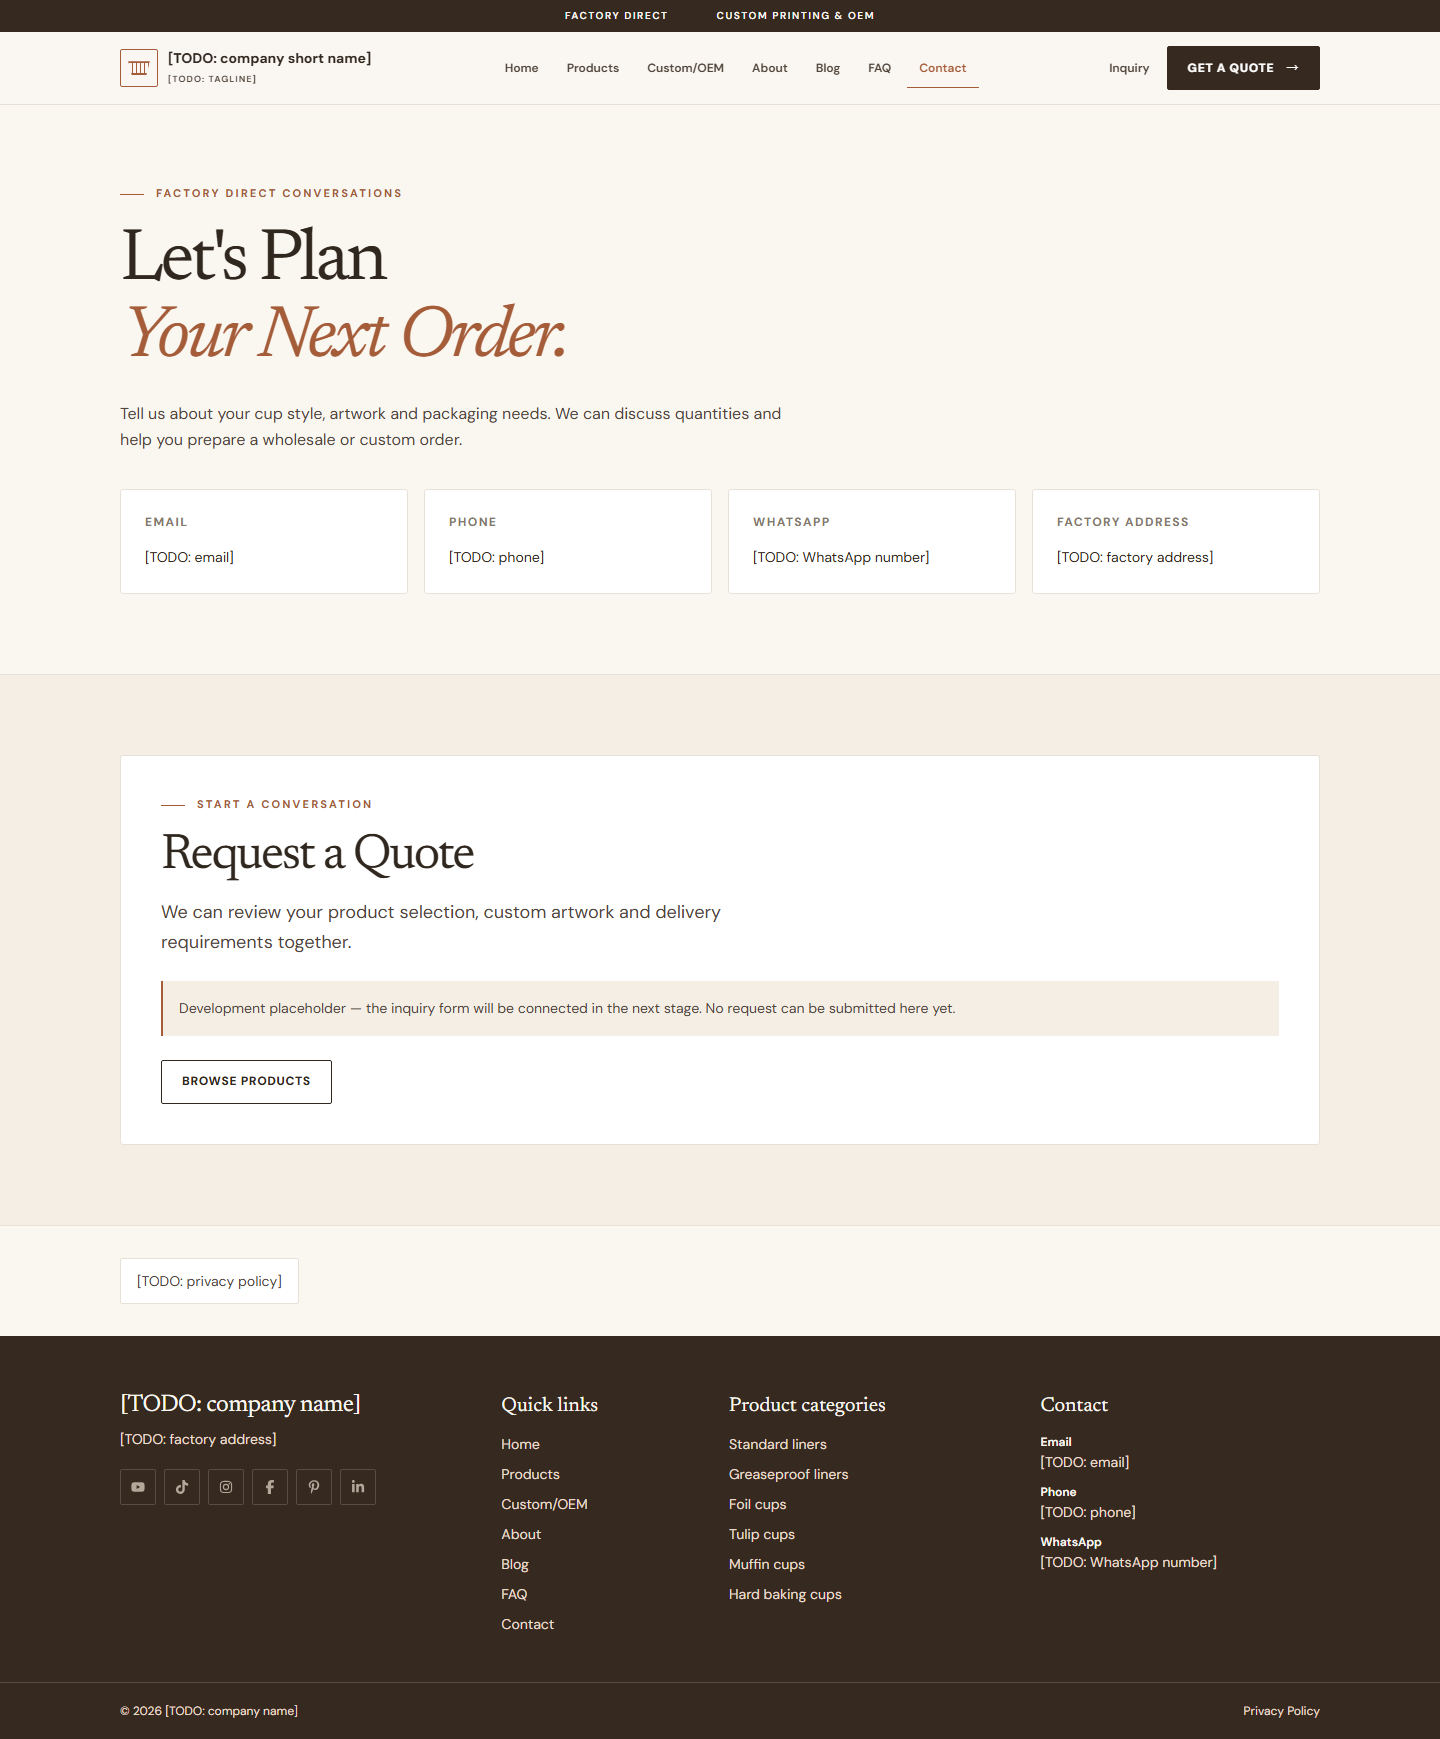 FACTORY DIRECT
CUSTOM PRINTING & OEM
[TODO: company short name]
[TODO: TAGLINE]
Home
Products
Custom/OEM
About
Blog
FAQ
Contact
Inquiry
GET A QUOTE →
FACTORY DIRECT CONVERSATIONS
Let's Plan
Your Next Order.
Tell us about your cup style, artwork and packaging needs. We can discuss quantities and
help you prepare a wholesale or custom order.
EMAIL
[TODO: email]
PHONE
[TODO: phone]
WHATSAPP
[TODO: WhatsApp number]
FACTORY ADDRESS
[TODO: factory address]
START A CONVERSATION
Request a Quote
We can review your product selection, custom artwork and delivery
requirements together.
Development placeholder — the inquiry form will be connected in the next stage. No request can be submitted here yet.
BROWSE PRODUCTS
[TODO: privacy policy]
[TODO: company name]
[TODO: factory address]
Quick links
Home
Products
Custom/OEM
About
Blog
FAQ
Contact
Product categories
Standard liners
Greaseproof liners
Foil cups
Tulip cups
Muffin cups
Hard baking cups
Contact
Email
[TODO: email]
Phone
[TODO: phone]
WhatsApp
[TODO: WhatsApp number]
© 2026 [TODO: company name]
Privacy Policy